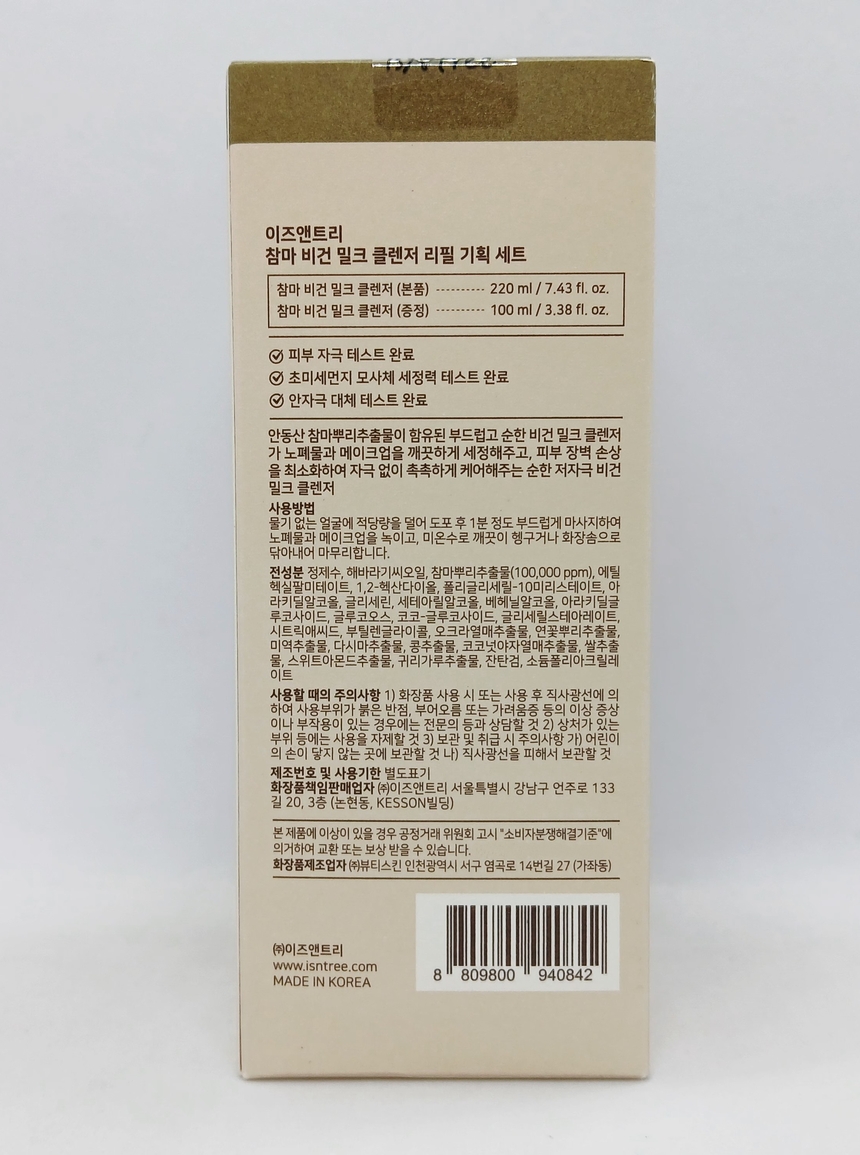 이즈앤트리
참마 비건 밀크 클렌저 리필 기획 세트
참마 비건 밀크 클렌저 (본품) ---------- 220 ml / 7.43 fl. oz.
참마 비건 밀크 클렌저 (증정) ---------- 100 ml / 3.38 fl. oz.
피부 자극 테스트 완료
초미세먼지 모사체 세정력 테스트 완료
안자극 대체 테스트 완료
안동산 참마뿌리추출물이 함유된 부드럽고 순한 비건 밀크 클렌저
가 노폐물과 메이크업을 깨끗하게 세정해주고, 피부 장벽 손상
을 최소화하여 자극 없이 촉촉하게 케어해주는 순한 저자극 비건
밀크 클렌저
사용방법
물기 없는 얼굴에 적당량을 덜어 도포 후 1분 정도 부드럽게 마사지하여
노폐물과 메이크업을 녹이고, 미온수로 깨끗이 헹구거나 화장솜으로
닦아내어 마무리합니다.
전성분 정제수, 해바라기씨오일, 참마뿌리추출물(100,000 ppm), 에틸
헥실팔미테이트, 1,2-헥산다이올, 폴리글리세릴-10미리스테이트, 아
라키딜알코올, 글리세린, 세테아릴알코올, 베헤닐알코올, 아라키딜글
루코사이드, 글루코오스, 코코-글루코사이드, 글리세릴스테아레이트,
시트릭애씨드, 부틸렌글라이콜, 오크라열매추출물, 연꽃뿌리추출물,
미역추출물, 다시마추출물, 콩추출물, 코코넛야자열매추출물, 쌀추출
물, 스위트아몬드추출물, 귀리가루추출물, 잔탄검, 소듐폴리아크릴레
이트
사용할 때의 주의사항 1) 화장품 사용 시 또는 사용 후 직사광선에 의
하여 사용부위가 붉은 반점, 부어오름 또는 가려움증 등의 이상 증상
이나 부작용이 있는 경우에는 전문의 등과 상담할 것 2) 상처가 있는
부위 등에는 사용을 자제할 것 3) 보관 및 취급 시 주의사항 가) 어린이
의 손이 닿지 않는 곳에 보관할 것 나) 직사광선을 피해서 보관할 것
제조번호 및 사용기한 별도표기
화장품책임판매업자 ㈜이즈앤트리 서울특별시 강남구 언주로 133
길 20, 3층 (논현동, KESSON빌딩)
본 제품에 이상이 있을 경우 공정거래 위원회 고시 "소비자분쟁해결기준"에
의거하여 교환 또는 보상 받을 수 있습니다.
화장품제조업자 ㈜뷰티스킨 인천광역시 서구 염곡로 14번길 27 (가좌동)
㈜이즈앤트리
www.isntree.com
MADE IN KOREA
8 809800 940842